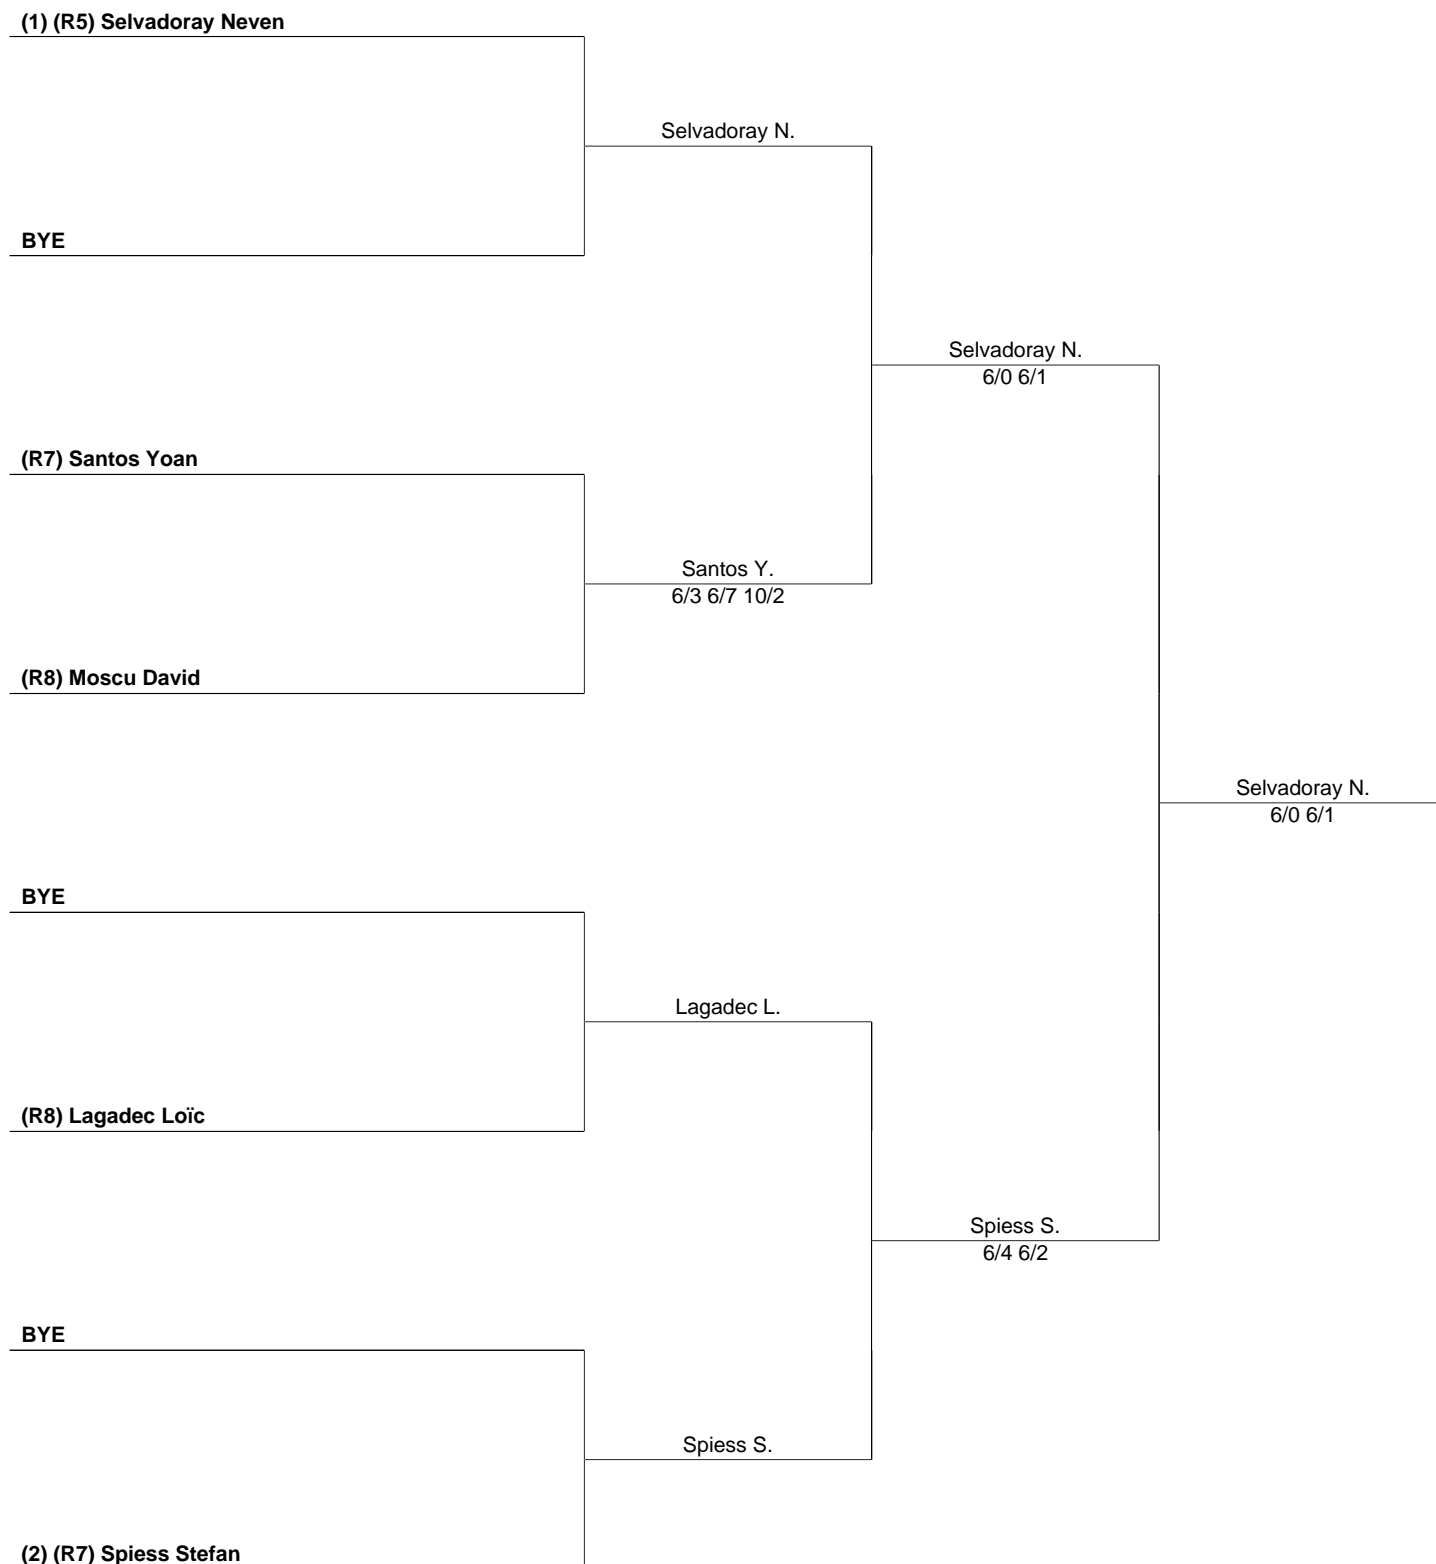 (1) (R5) Selvadoray Neven
Selvadoray N.
BYE
Selvadoray N.
6/0 6/1
(R7) Santos Yoan
Santos Y.
6/3 6/7 10/2
(R8) Moscu David
Selvadoray N.
6/0 6/1
BYE
Lagadec L.
(R8) Lagadec Loïc
Spiess S.
6/4 6/2
BYE
Spiess S.
(2) (R7) Spiess Stefan